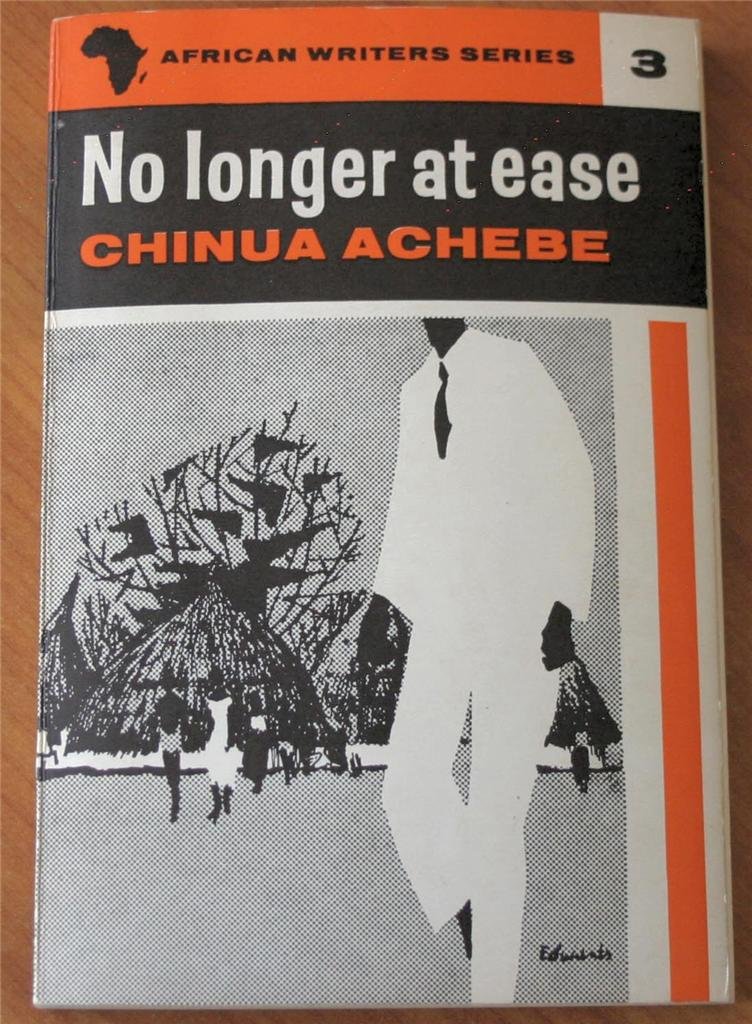 AFRICAN WRITERS SERIES
3
No longer at ease
CHINUA ACHEBE